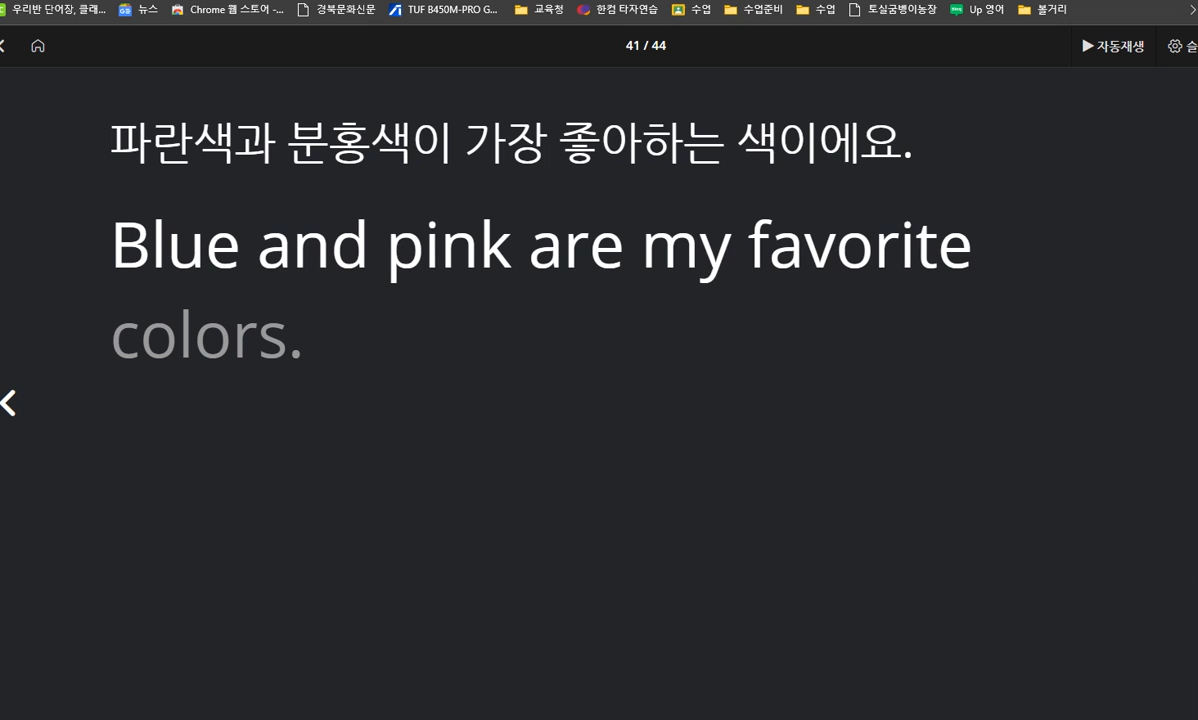 우리반 단어장, 클래... 뉴스 Chrome 웹 스토어 -... 경북문화신문 TUF B450M-PRO G... 교육청 한컴 타자연습 수업 수업준비 수업 토실굼벵이농장 Up 영어 볼거리
41 / 44 자동재생 슬
파란색과 분홍색이 가장 좋아하는 색이에요.
Blue and pink are my favorite
colors.